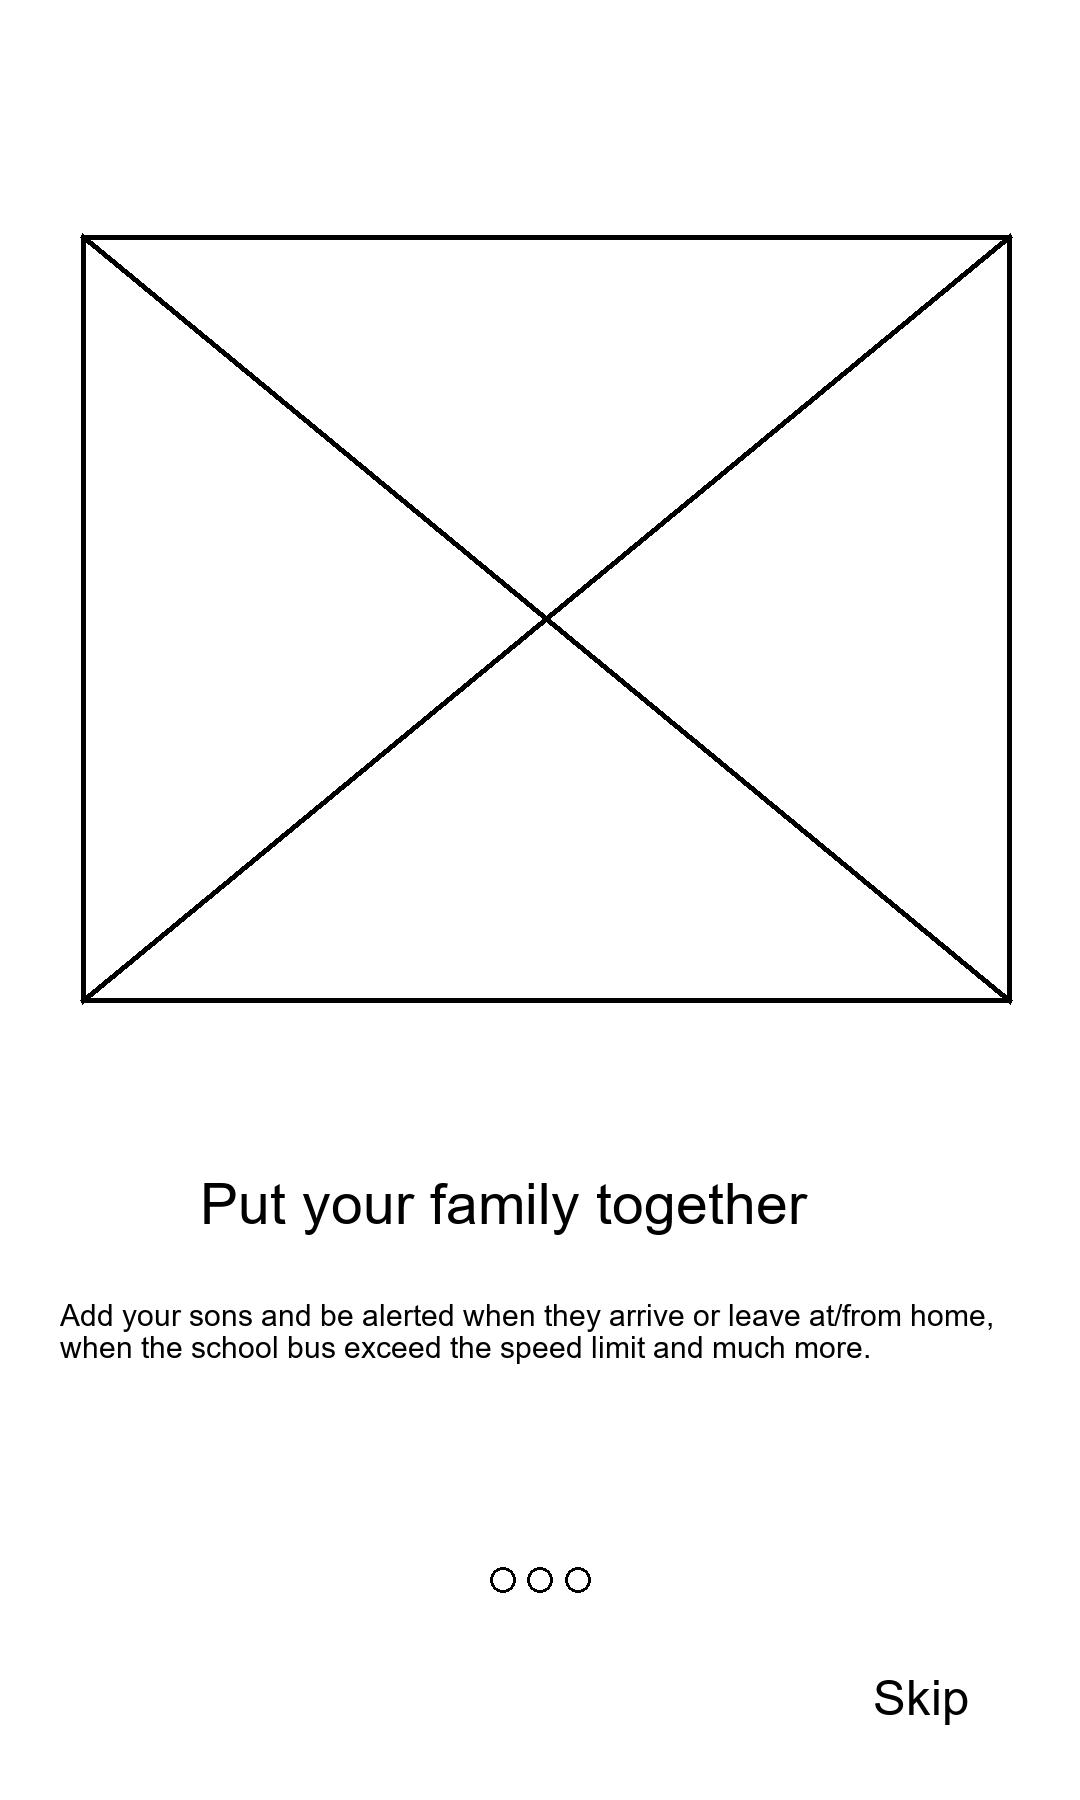 Put your family together
Add your sons and be alerted when they arrive or leave at/from home,
when the school bus exceed the speed limit and much more.
Skip